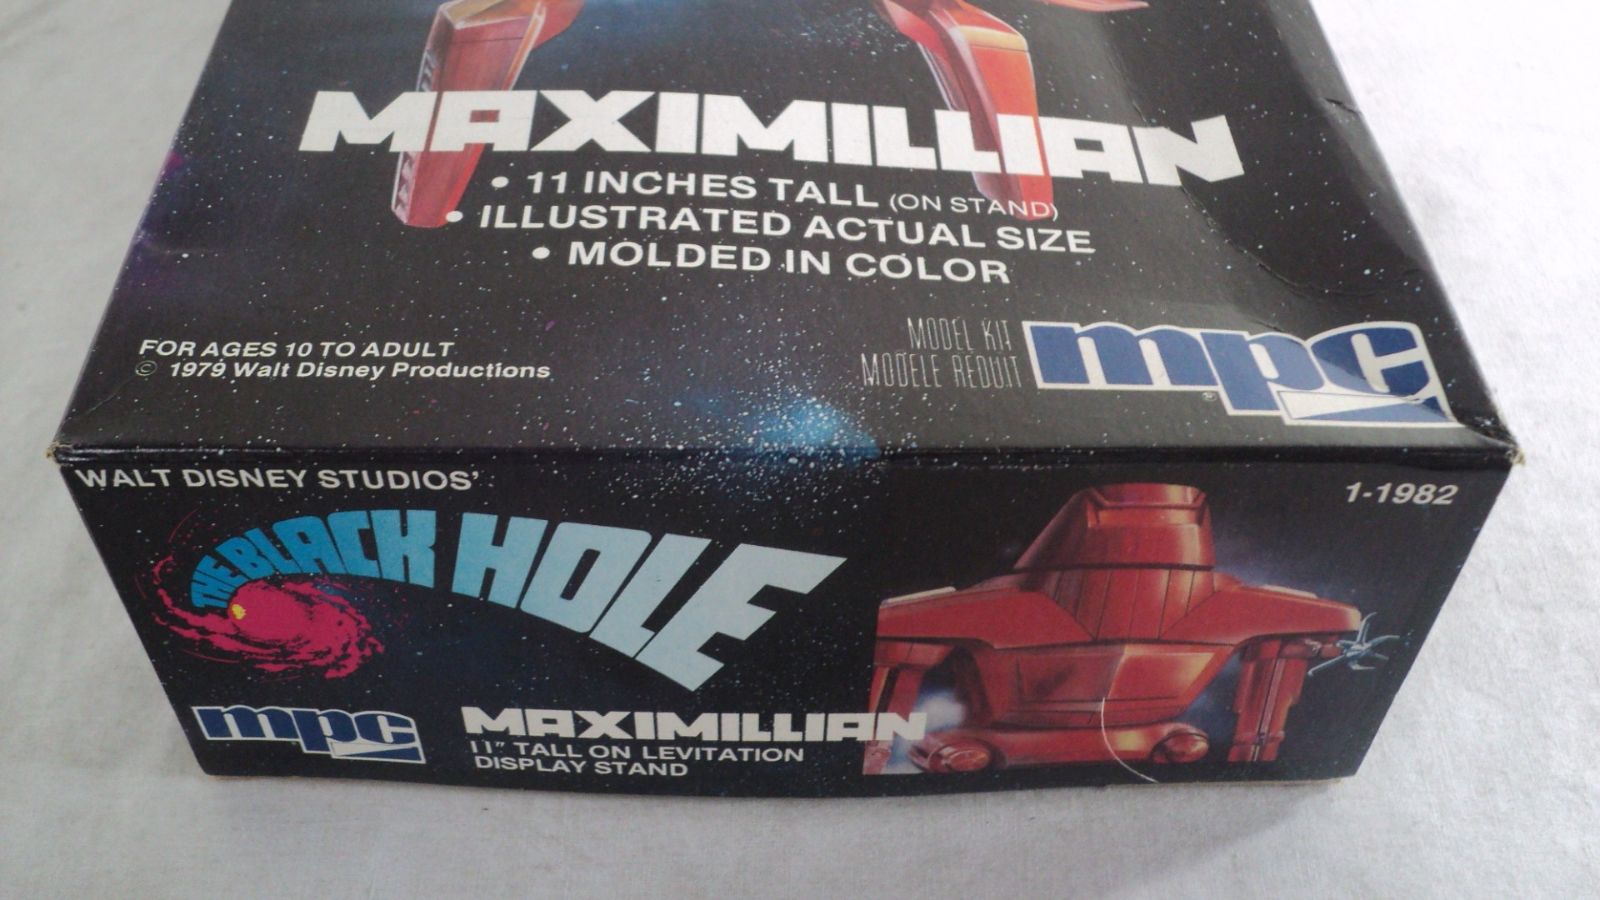 MAXIMILLIAN
• 11 INCHES TALL (ON STAND)
• ILLUSTRATED ACTUAL SIZE
• MOLDED IN COLOR
FOR AGES 10 TO ADULT
© 1979 Walt Disney Productions
MODEL KIT
MODÈLE RÉDUIT
mpc
WALT DISNEY STUDIOS'
1-1982
THE BLACK HOLE
mpc
MAXIMILLIAN
11" TALL ON LEVITATION
DISPLAY STAND